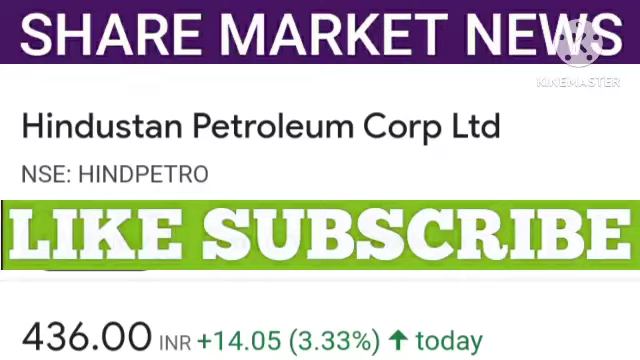 SHARE MARKET NEWS
KINEMASTER
Hindustan Petroleum Corp Ltd
NSE: HINDPETRO
LIKE SUBSCRIBE
436.00 INR +14.05 (3.33%) ↑ today